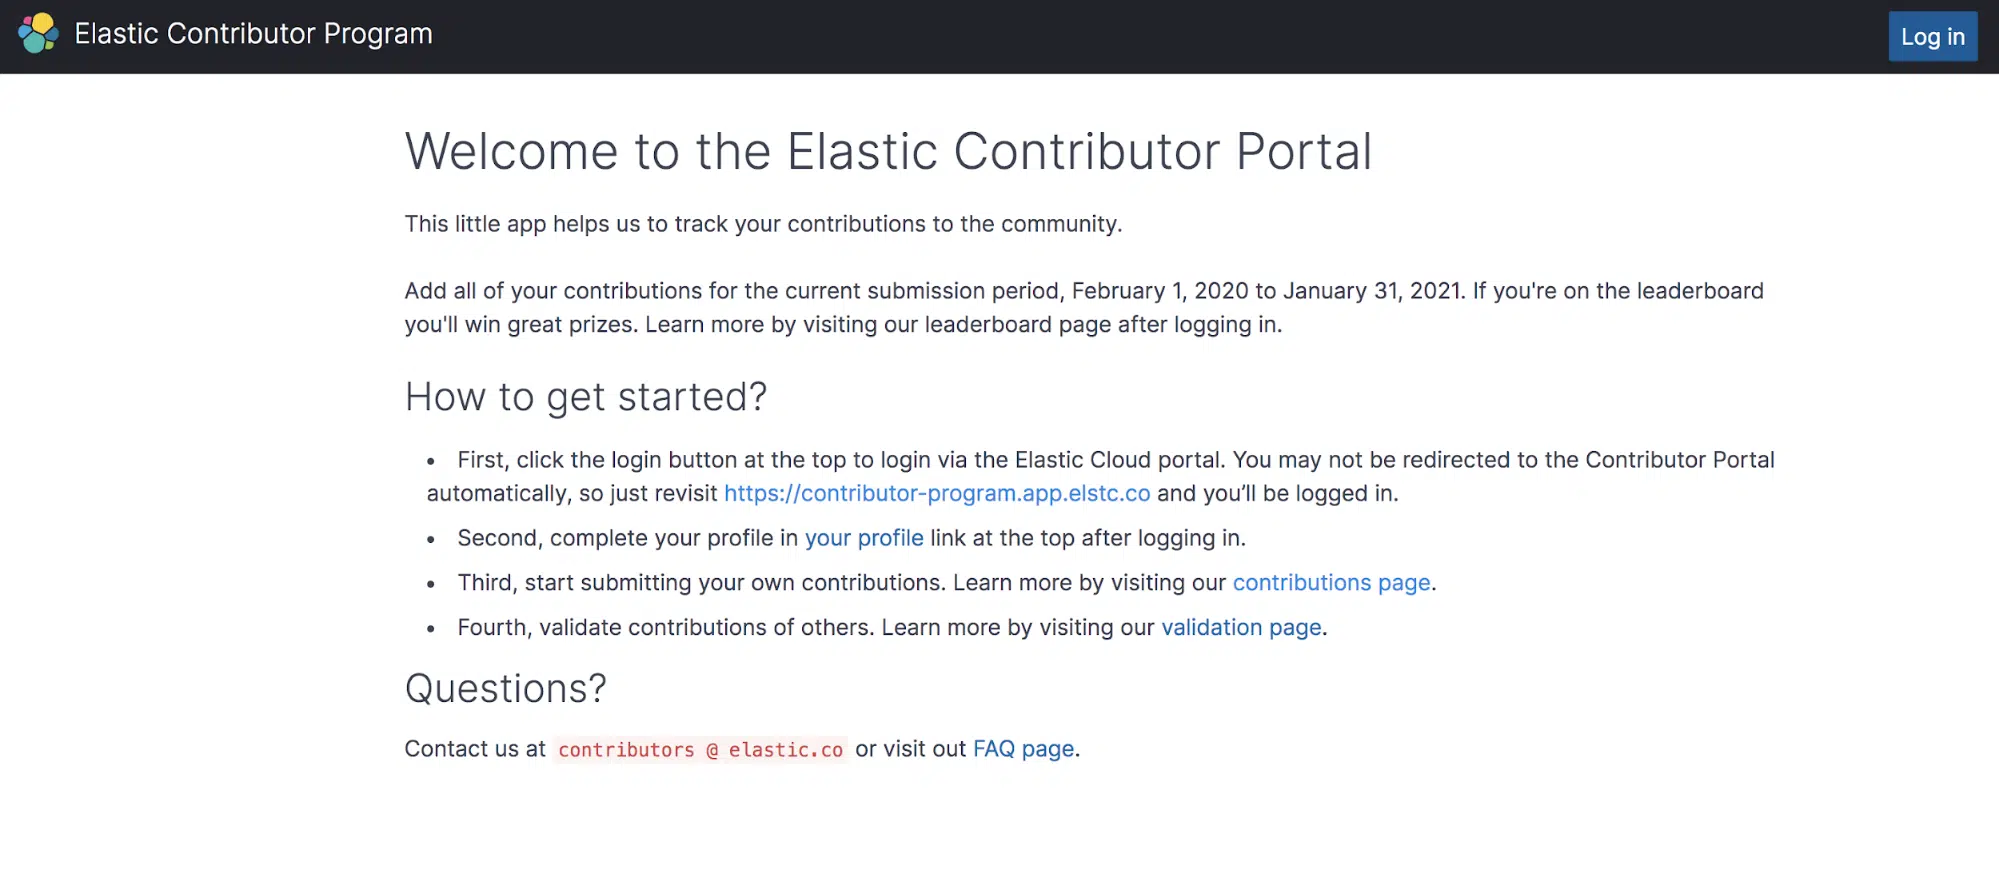 Elastic Contributor Program
Log in
Welcome to the Elastic Contributor Portal
This little app helps us to track your contributions to the community.
Add all of your contributions for the current submission period, February 1, 2020 to January 31, 2021. If you're on the leaderboard
you'll win great prizes. Learn more by visiting our leaderboard page after logging in.
How to get started?
• First, click the login button at the top to login via the Elastic Cloud portal. You may not be redirected to the Contributor Portal
automatically, so just revisit https://contributor-program.app.elstc.co and you’ll be logged in.
• Second, complete your profile in your profile link at the top after logging in.
• Third, start submitting your own contributions. Learn more by visiting our contributions page.
• Fourth, validate contributions of others. Learn more by visiting our validation page.
Questions?
Contact us at contributors @ elastic.co or visit out FAQ page.